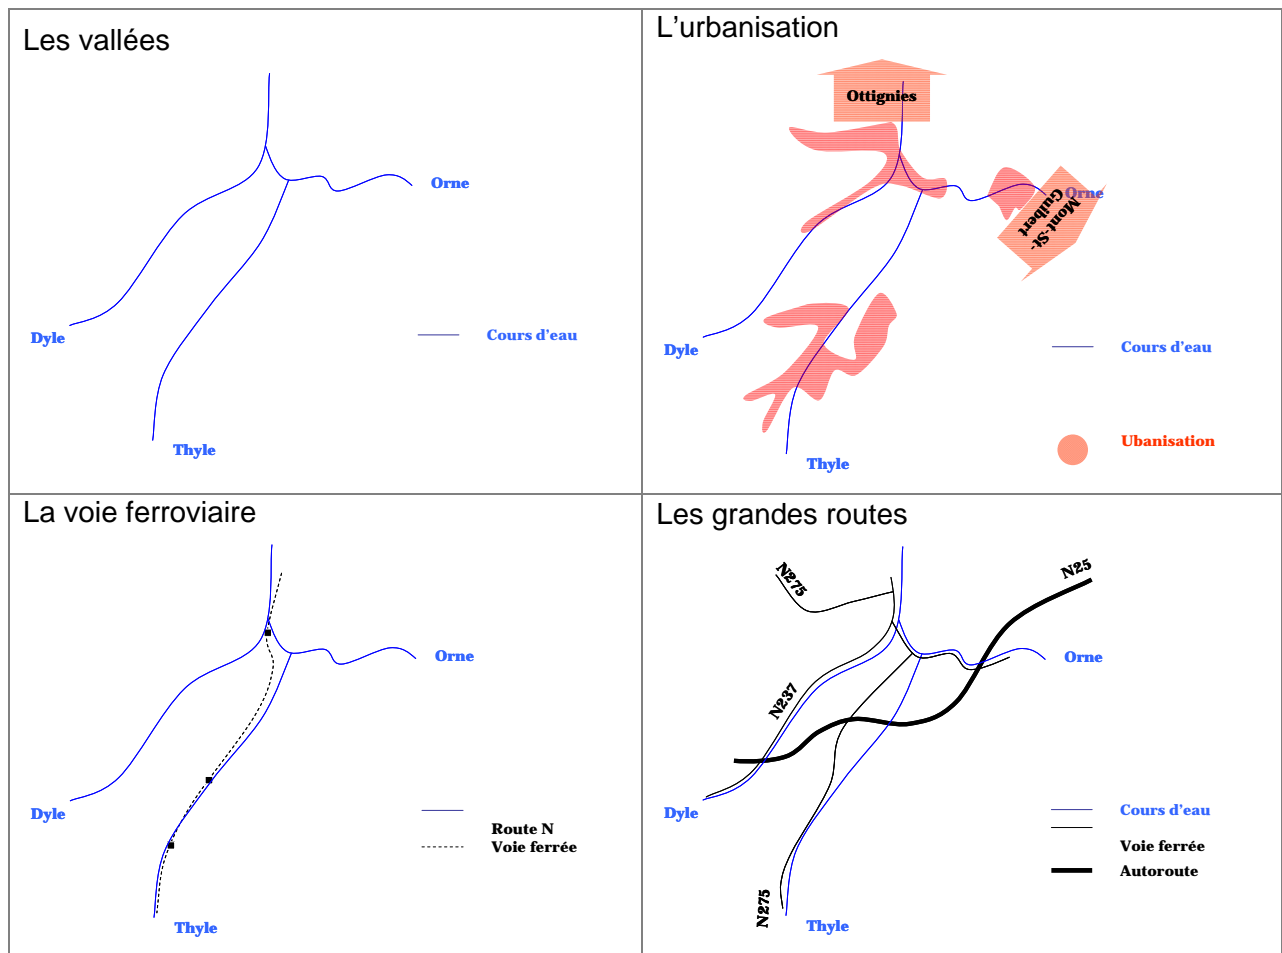 Les vallées
Orne
Dyle
Cours d'eau
Thyle
L'urbanisation
Ottignies
Orne
Mont-St-
Guibert
Dyle
Cours d'eau
Ubanisation
Thyle
La voie ferroviaire
Orne
Dyle
Route N
Voie ferrée
Thyle
Les grandes routes
N275
N25
Orne
N237
Dyle
Cours d'eau
Voie ferrée
Autoroute
N275
Thyle